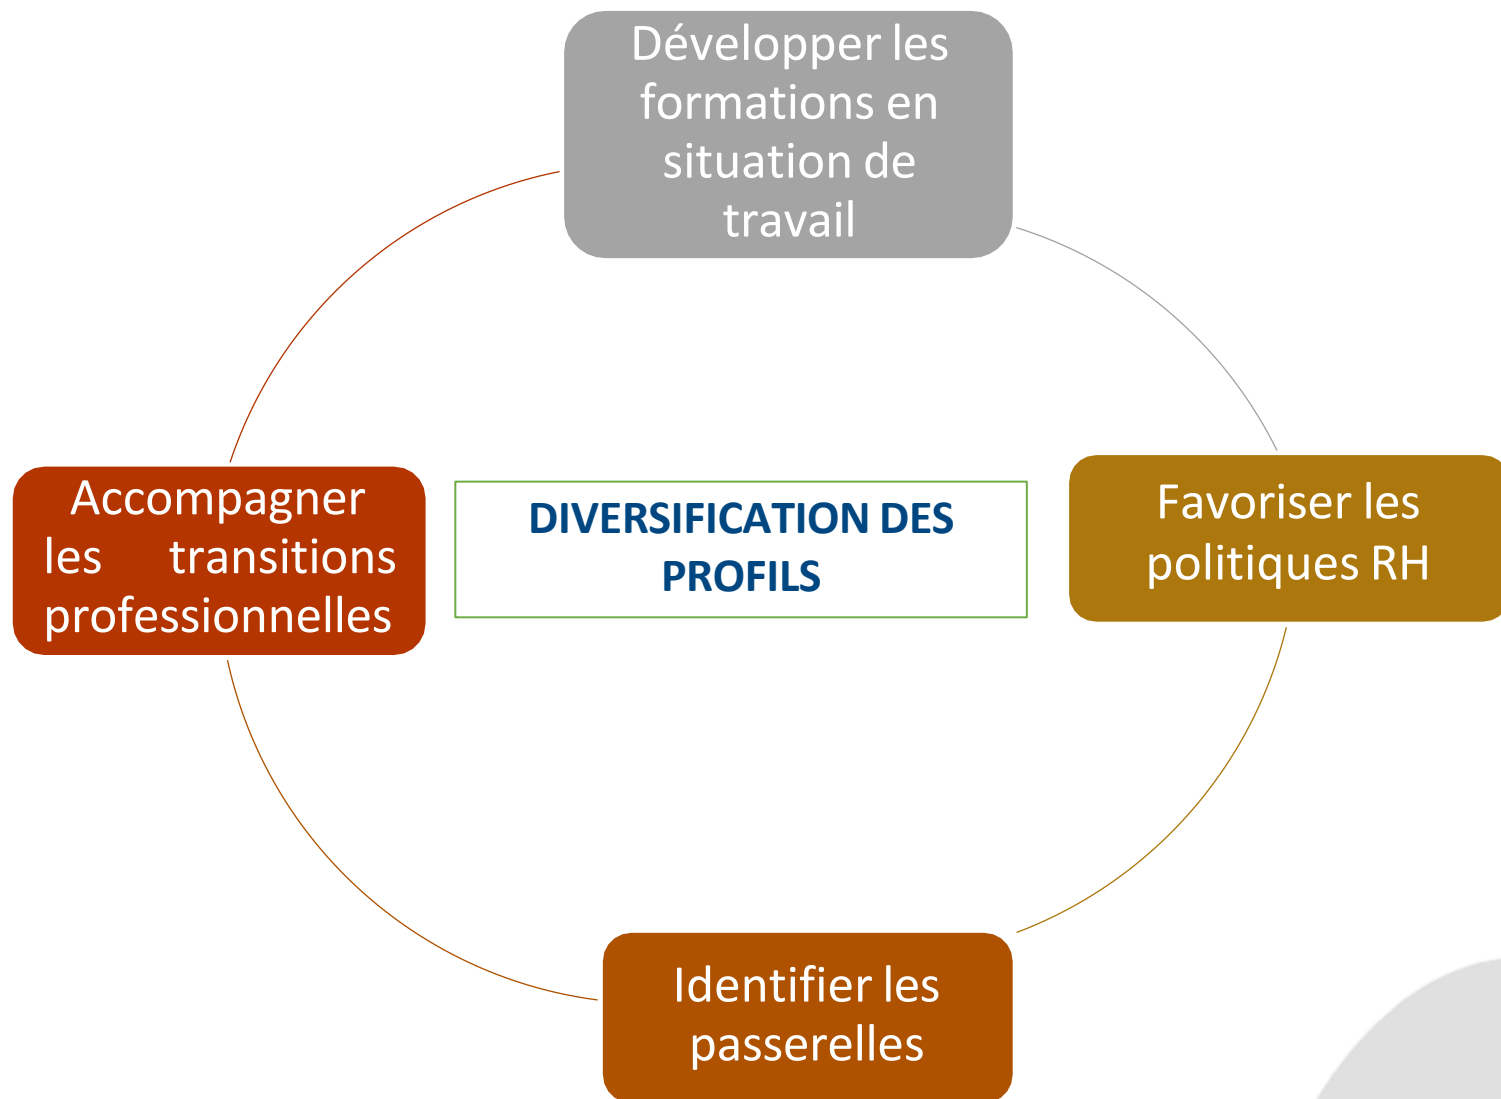 Développer les
formations en
situation de
travail
Accompagner
les transitions
professionnelles
DIVERSIFICATION DES
PROFILS
Favoriser les
politiques RH
Identifier les
passerelles